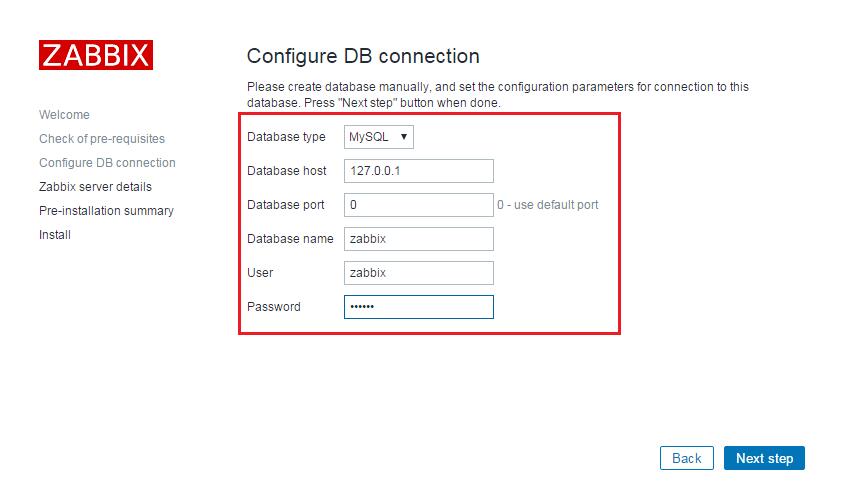 ZABBIX
Welcome
Check of pre-requisites
Configure DB connection
Zabbix server details
Pre-installation summary
Install
Configure DB connection
Please create database manually, and set the configuration parameters for connection to this
database. Press "Next step" button when done.
Database type MySQL ▼
Database host 127.0.0.1
Database port 0 0 - use default port
Database name zabbix
User zabbix
Password ••••••
Back Next step